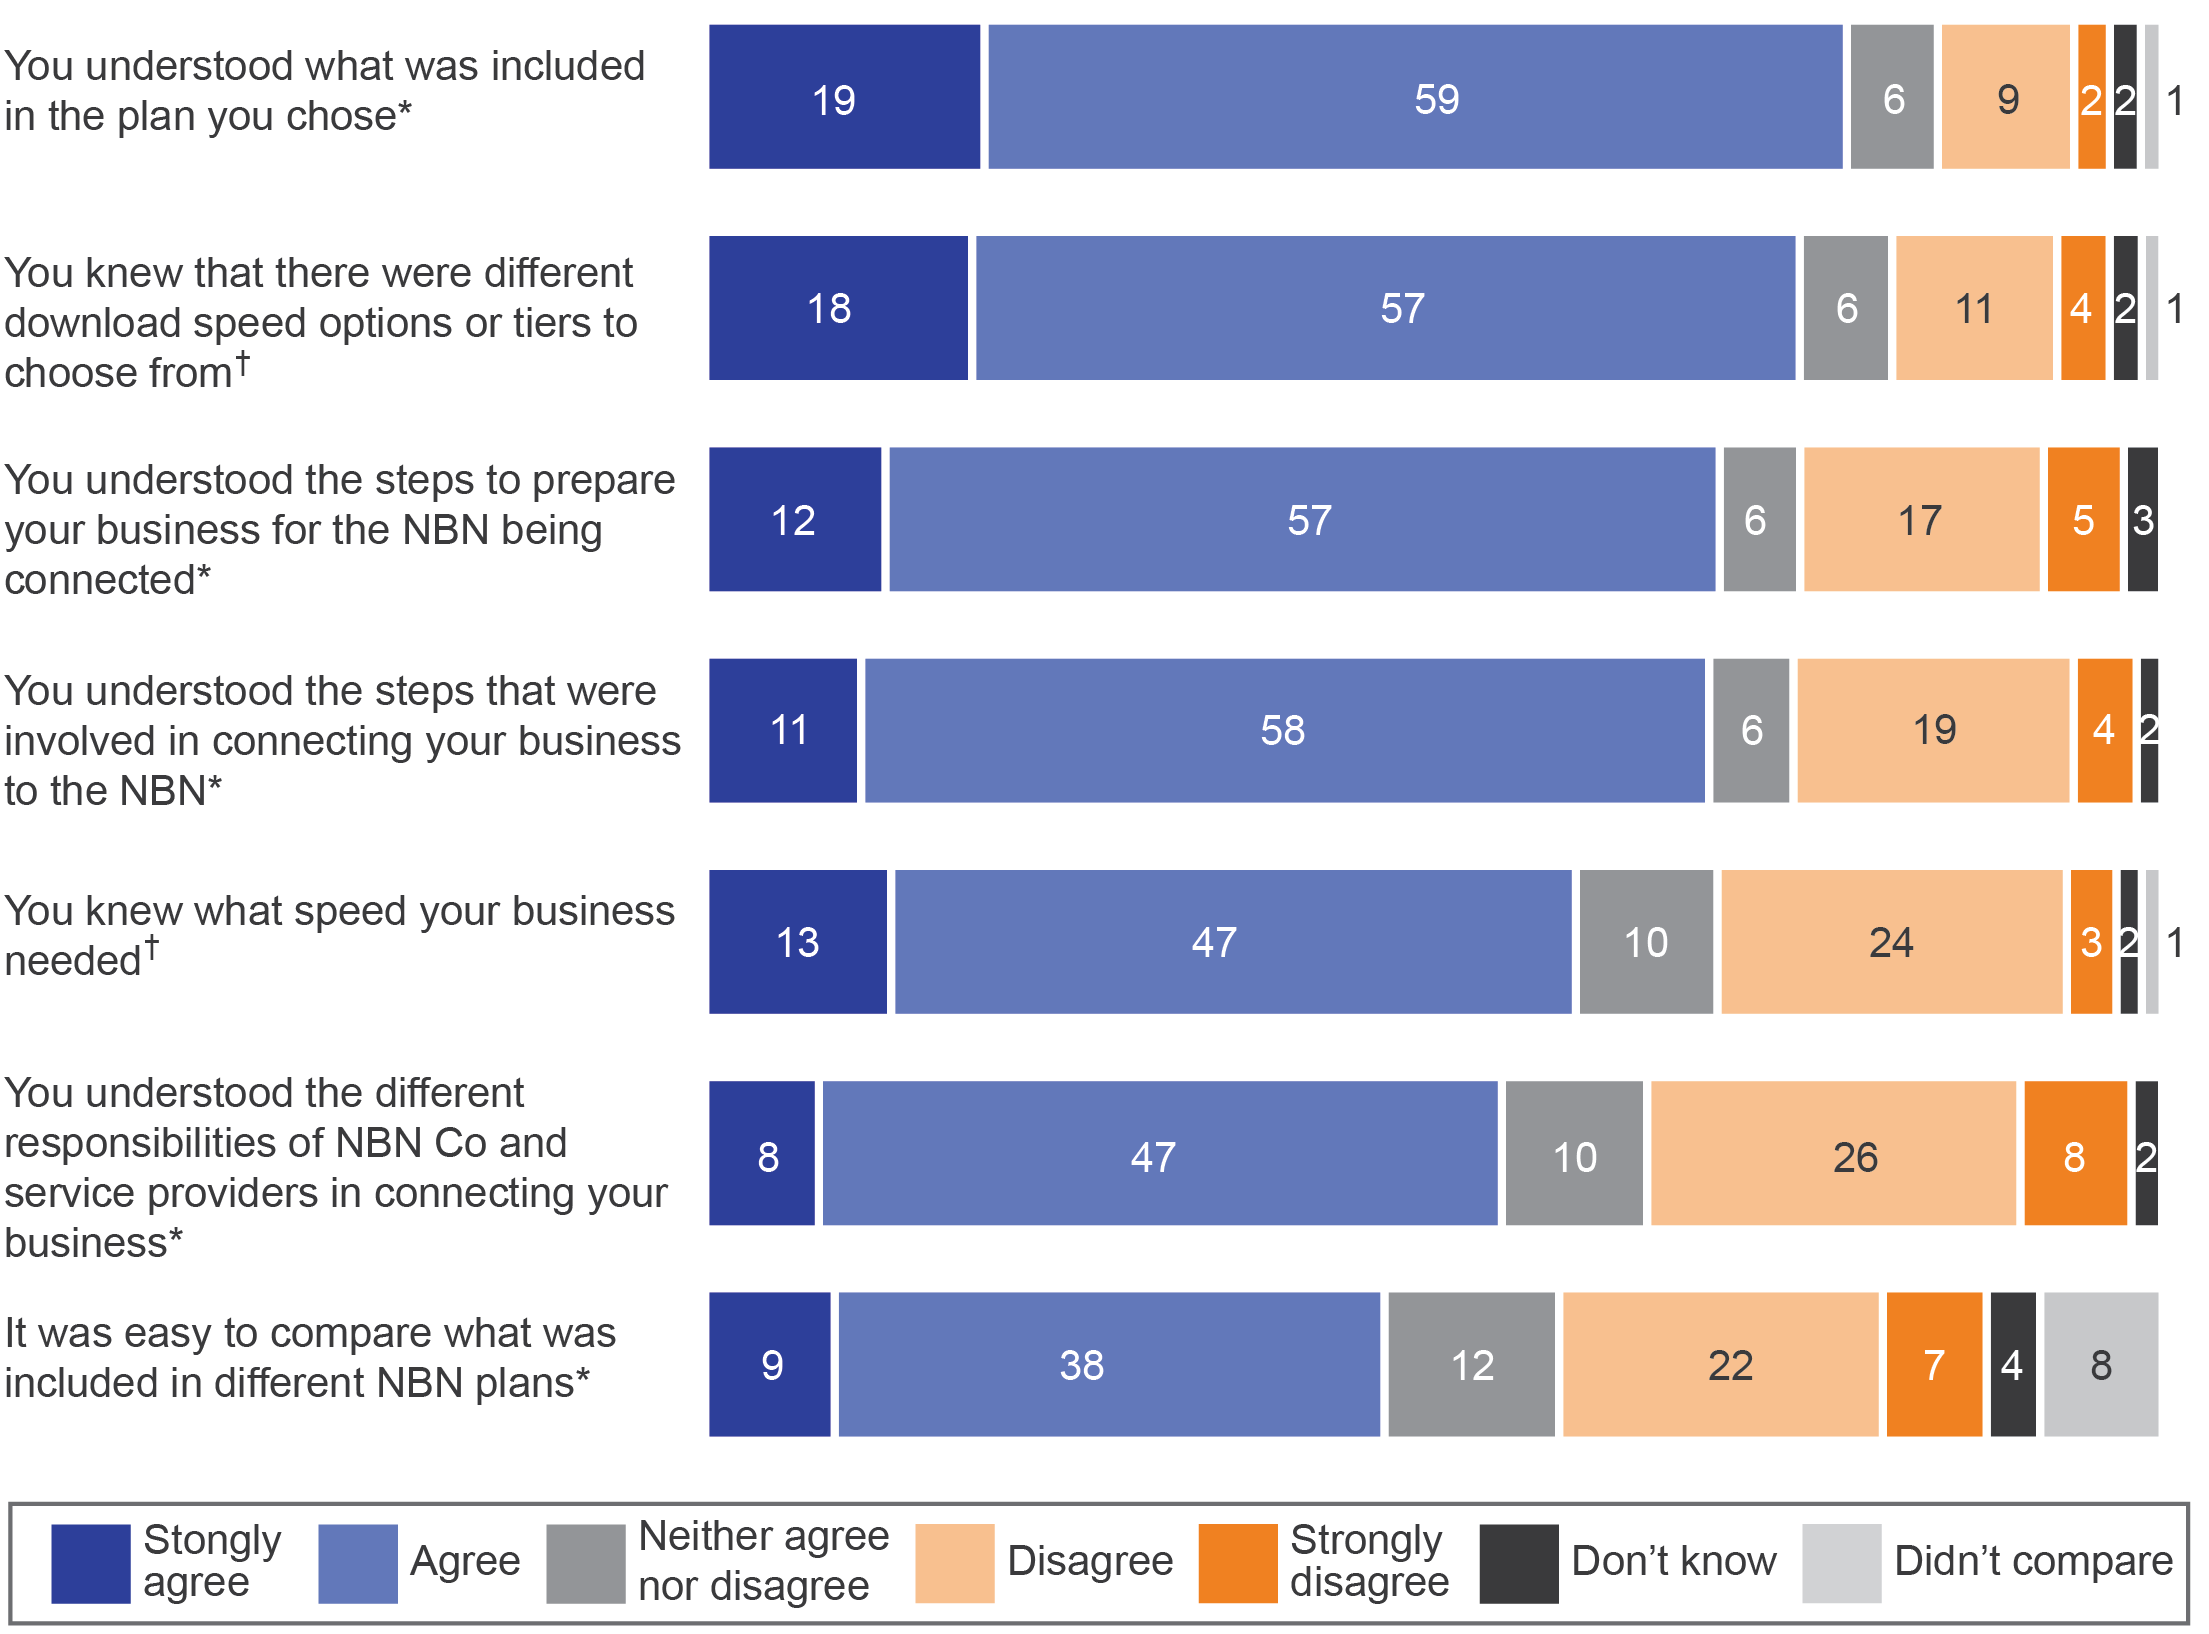 You understood what was included
in the plan you chose*
19 59 6 9 2 2 1
You knew that there were different
download speed options or tiers to
choose from†
18 57 6 11 4 2 1
You understood the steps to prepare
your business for the NBN being
connected*
12 57 6 17 5 3
You understood the steps that were
involved in connecting your business
to the NBN*
11 58 6 19 4 2
You knew what speed your business
needed†
13 47 10 24 3 2 1
You understood the different
responsibilities of NBN Co and
service providers in connecting your
business*
8 47 10 26 8 2
It was easy to compare what was
included in different NBN plans*
9 38 12 22 7 4 8
Stongly
agree
Agree
Neither agree
nor disagree
Disagree
Strongly
disagree
Don’t know
Didn’t compare